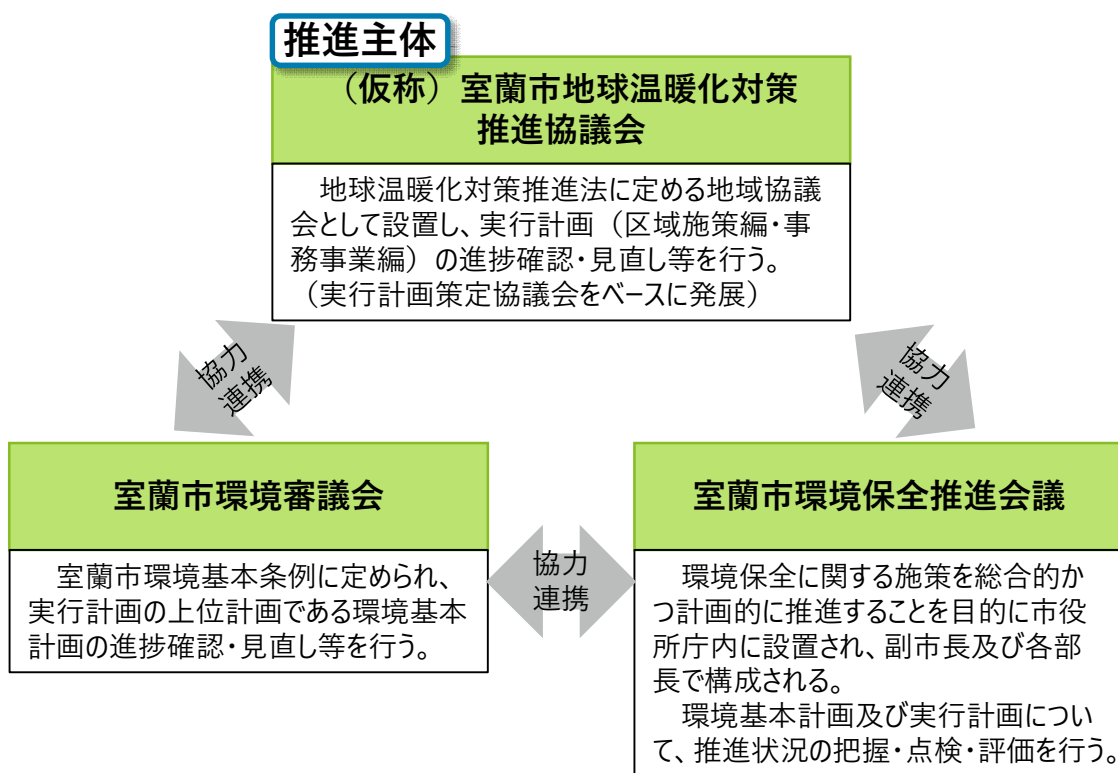 推進主体
（仮称）室蘭市地球温暖化対策
推進協議会
地球温暖化対策推進法に定める地域協議
会として設置し、実行計画（区域施策編・事
務事業編）の進捗確認・見直し等を行う。
（実行計画策定協議会をベースに発展）
協力
連携
協力
連携
室蘭市環境審議会
室蘭市環境基本条例に定められ、
実行計画の上位計画である環境基本
計画の進捗確認・見直し等を行う。
協力
連携
室蘭市環境保全推進会議
環境保全に関する施策を総合的か
つ計画的に推進することを目的に市役
所庁内に設置され、副市長及び各部
長で構成される。
環境基本計画及び実行計画につい
て、推進状況の把握・点検・評価を行う。